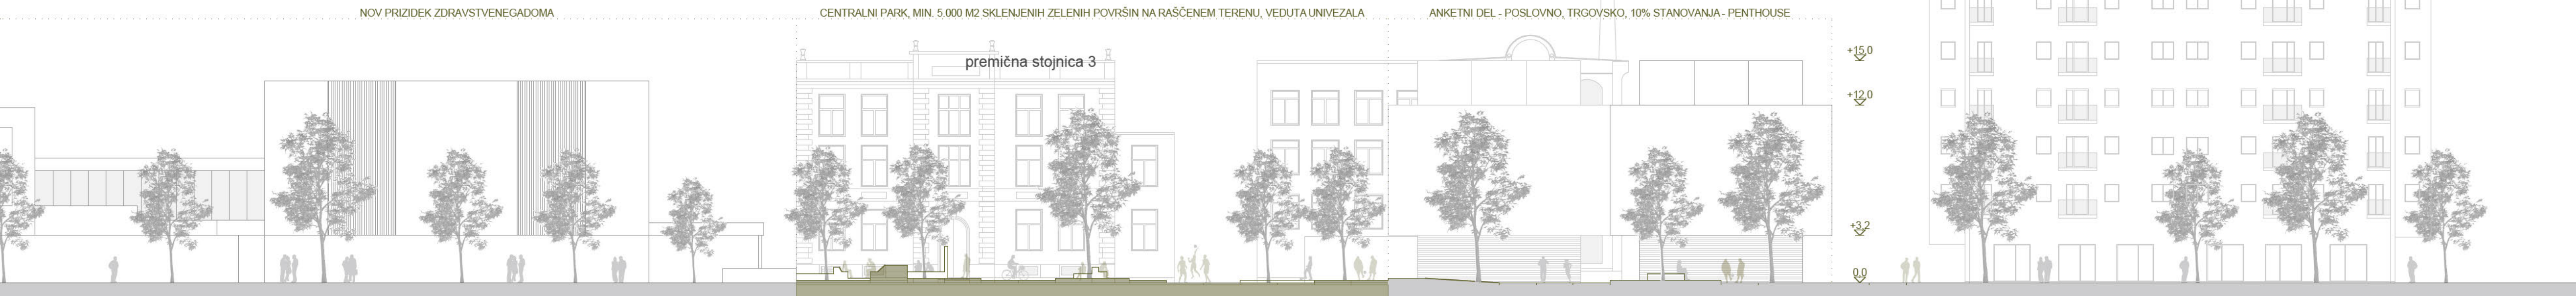 NOV PRIZIDEK ZDRAVSTVENEGADOMA
CENTRALNI PARK, MIN. 5.000 M2 SKLENJENIH ZELENIH POVRŠIN NA RAŠČENEM TERENU, VEDUTA UNIVEZALA
ANKETNI DEL - POSLOVNO, TRGOVSKO, 10% STANOVANJA - PENTHOUSE
premična stojnica 3
+15,0
+12,0
+3,2
0,0